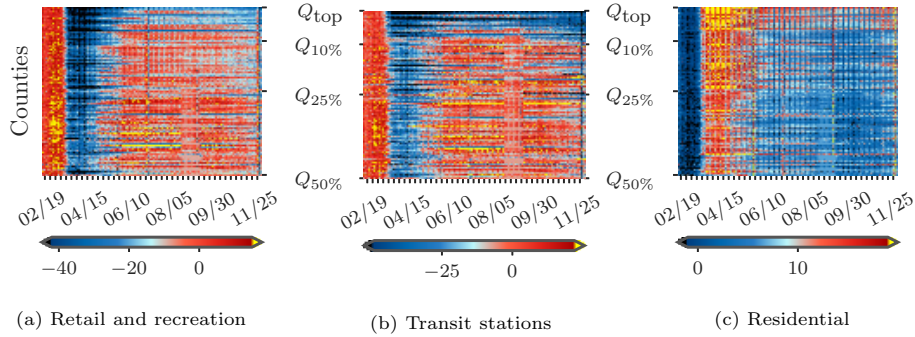 Counties
Q_top
Q_10%
Q_25%
Q_50%
02/19 04/15 06/10 08/05 09/30 11/25
−40 −20 0
(a) Retail and recreation
Q_top
Q_10%
Q_25%
Q_50%
02/19 04/15 06/10 08/05 09/30 11/25
−25 0
(b) Transit stations
02/19 04/15 06/10 08/05 09/30 11/25
0 10
(c) Residential